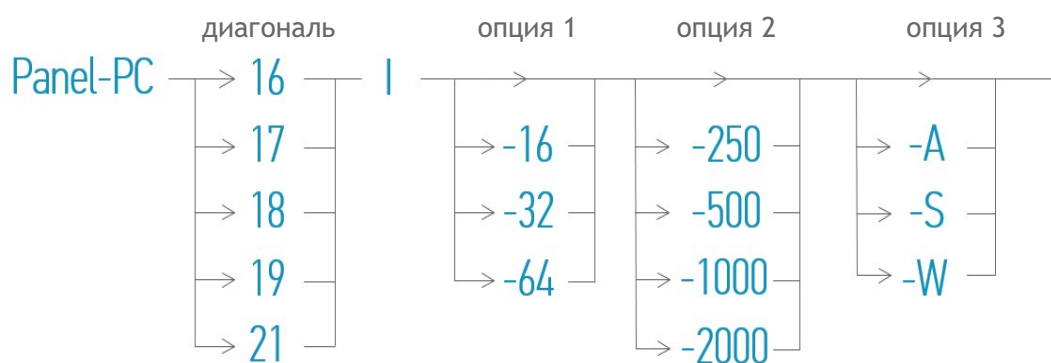 диагональ опция 1 опция 2 опция 3
Panel-PC 16 I
17 -16 -250 -A
18 -32 -500 -S
19 -64 -1000 -W
21 -2000